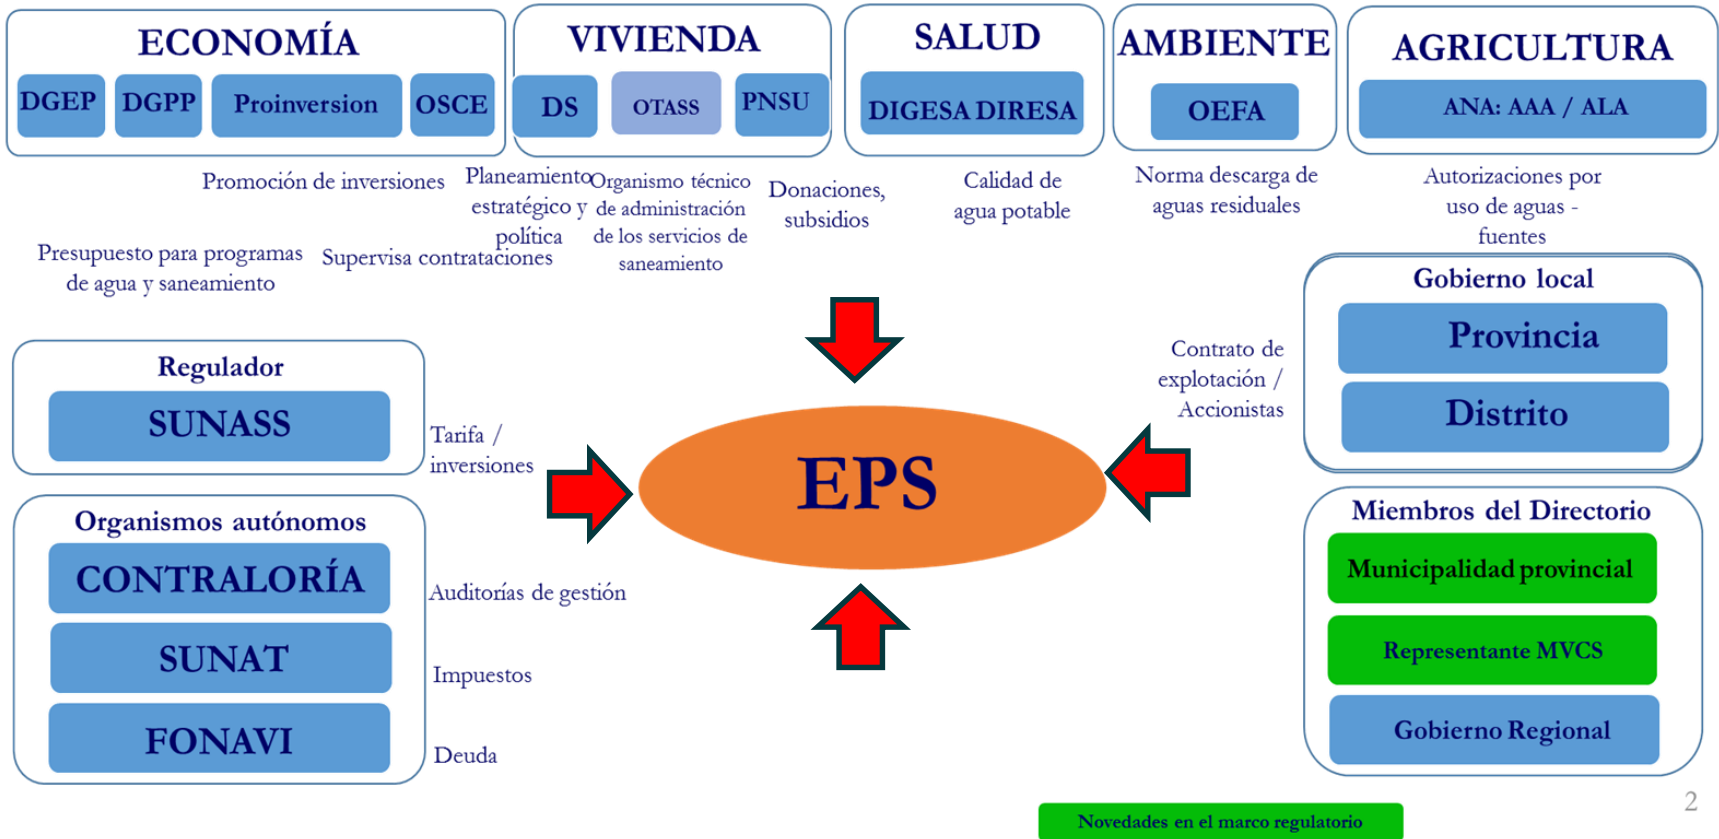 ECONOMÍA
DGEP
DGPP
Proinversion
OSCE
VIVIENDA
DS
OTASS
PNSU
SALUD
DIGESA DIRESA
AMBIENTE
OEFA
AGRICULTURA
ANA: AAA / ALA
Promoción de inversiones
Presupuesto para programas
de agua y saneamiento
Supervisa contrataciones
Planeamiento
estratégico y
política
Organismo técnico
de administración
de los servicios de
saneamiento
Donaciones,
subsidios
Calidad de
agua potable
Norma descarga de
aguas residuales
Autorizaciones por
uso de aguas -
fuentes
Regulador
SUNASS
Tarifa /
inversiones
Organismos autónomos
CONTRALORÍA
Auditorías de gestión
SUNAT
Impuestos
FONAVI
Deuda
EPS
Contrato de
explotación /
Accionistas
Gobierno local
Provincia
Distrito
Miembros del Directorio
Municipalidad provincial
Representante MVCS
Gobierno Regional
2
Novedades en el marco regulatorio